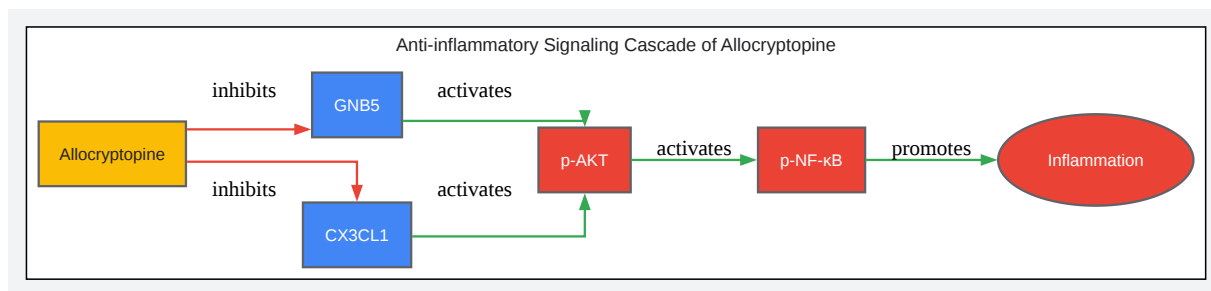 Anti-inflammatory Signaling Cascade of Allocryptopine
inhibits
activates
GNB5
Allocryptopine
p-AKT
activates
p-NF-κB
promotes
Inflammation
inhibits
activates
CX3CL1